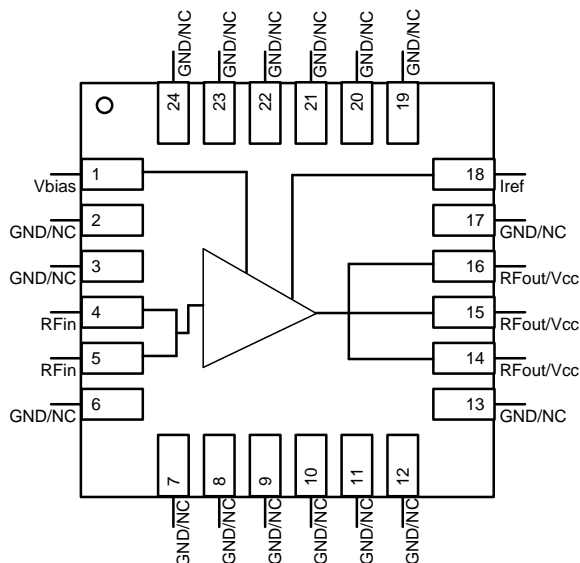 GND/NC GND/NC GND/NC GND/NC GND/NC GND/NC
24 23 22 21 20 19
Vbias 1 18 Iref
GND/NC 2 17 GND/NC
GND/NC 3 16 RFout/Vcc
RFin 4 15 RFout/Vcc
RFin 5 14 RFout/Vcc
GND/NC 6 13 GND/NC
7 8 9 10 11 12
GND/NC GND/NC GND/NC GND/NC GND/NC GND/NC